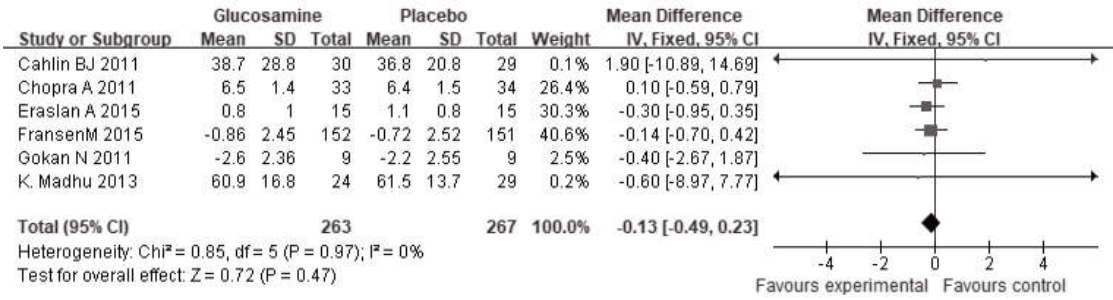 Glucosamine Placebo Mean Difference Mean Difference
Study or Subgroup Mean SD Total Mean SD Total Weight IV, Fixed, 95% CI IV, Fixed, 95% CI
Cahlin BJ 2011 38.7 28.8 30 36.8 20.8 29 0.1% 1.90 [-10.89, 14.69]
Chopra A 2011 6.5 1.4 33 6.4 1.5 34 26.4% 0.10 [-0.59, 0.79]
Eraslan A 2015 0.8 1 15 1.1 0.8 15 30.3% -0.30 [-0.95, 0.35]
FransenM 2015 -0.86 2.45 152 -0.72 2.52 151 40.6% -0.14 [-0.70, 0.42]
Gokan N 2011 -2.6 2.36 9 -2.2 2.55 9 2.5% -0.40 [-2.67, 1.87]
K. Madhu 2013 60.9 16.8 24 61.5 13.7 29 0.2% -0.60 [-8.97, 7.77]
Total (95% CI) 263 267 100.0% -0.13 [-0.49, 0.23]
Heterogeneity: Chi² = 0.85, df = 5 (P = 0.97); I² = 0%
Test for overall effect: Z = 0.72 (P = 0.47)
-4 -2 0 2 4
Favours experimental Favours control